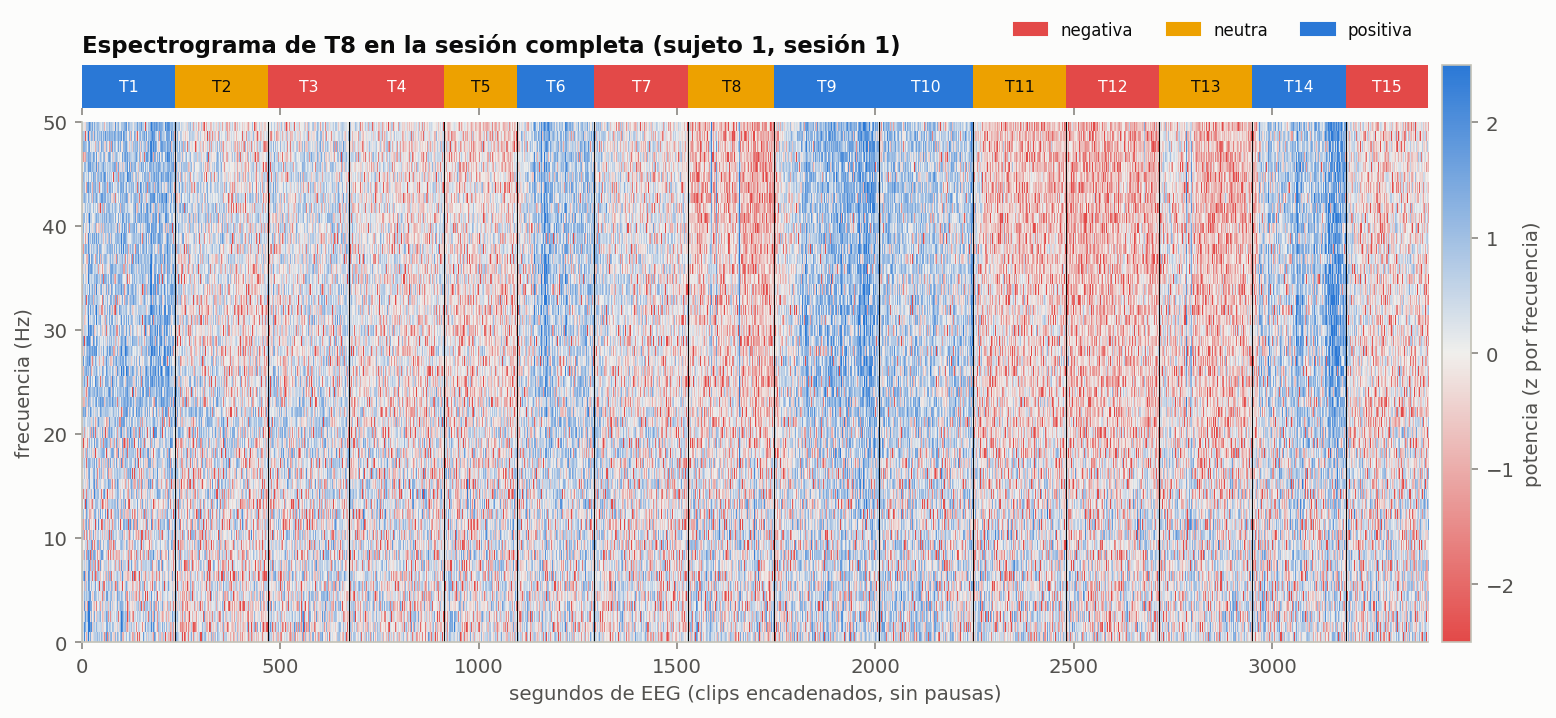 negativa neutra positiva
Espectrograma de T8 en la sesión completa (sujeto 1, sesión 1)
T1 T2 T3 T4 T5 T6 T7 T8 T9 T10 T11 T12 T13 T14 T15
50
40
30
20
10
0
frecuencia (Hz)
0 500 1000 1500 2000 2500 3000
segundos de EEG (clips encadenados, sin pausas)
2
1
0
−1
−2
potencia (z por frecuencia)